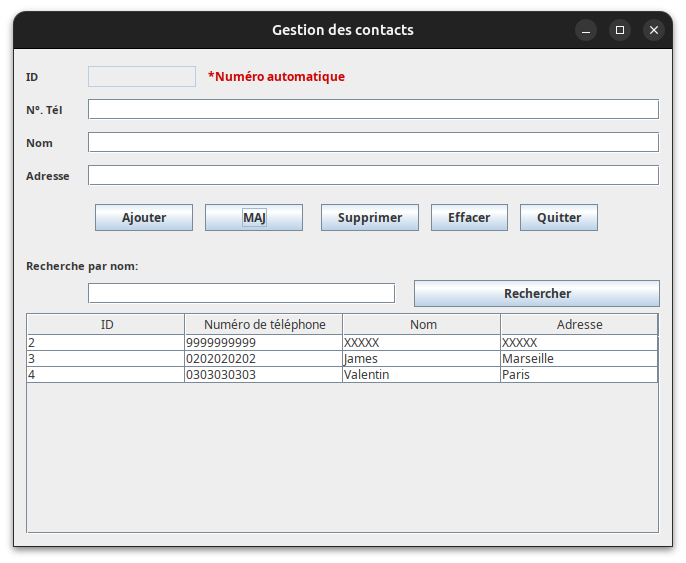 Gestion des contacts
ID *Numéro automatique
N°. Tél
Nom
Adresse
Ajouter MAJ Supprimer Effacer Quitter
Recherche par nom:
Rechercher
ID Numéro de téléphone Nom Adresse
2 9999999999 XXXXX XXXXX
3 0202020202 James Marseille
4 0303030303 Valentin Paris